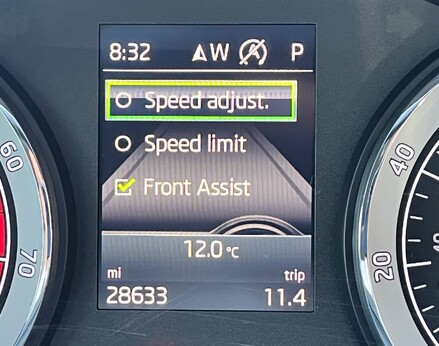 8:32 W P
Speed adjust.
Speed limit
Front Assist
12.0 °C
mi trip
28633 11.4
60
70
40
20